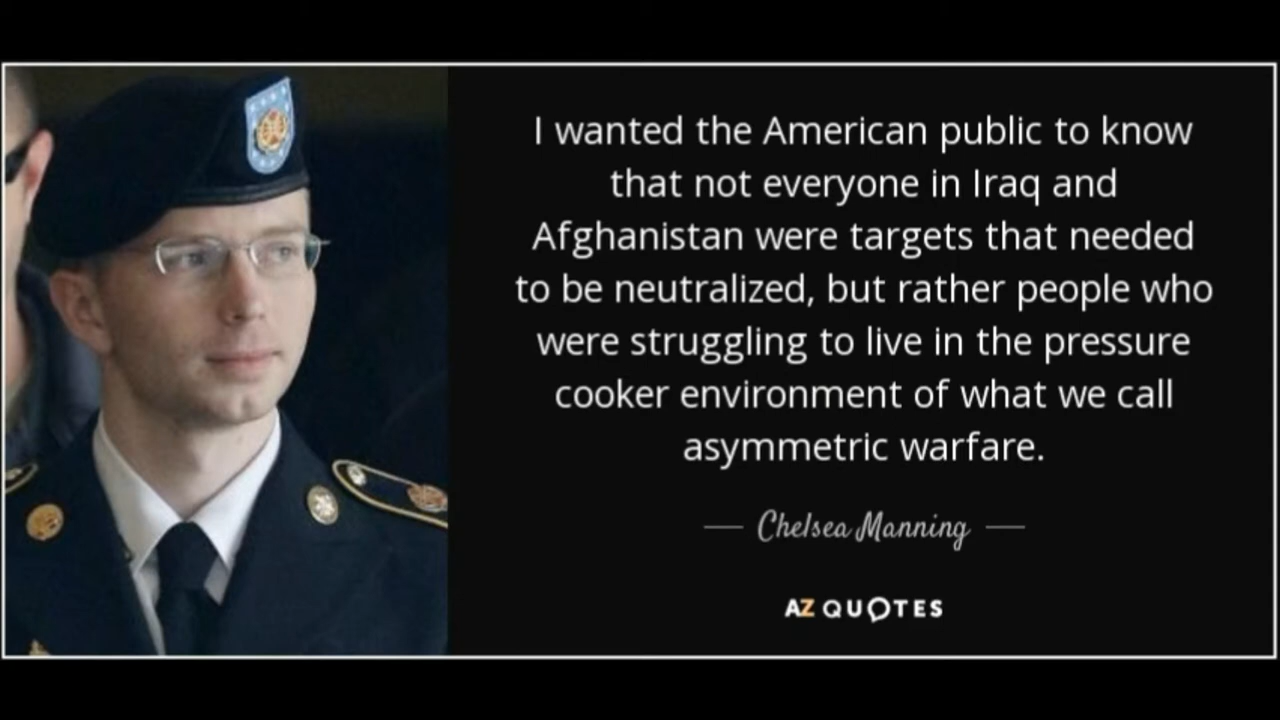 I wanted the American public to know
that not everyone in Iraq and
Afghanistan were targets that needed
to be neutralized, but rather people who
were struggling to live in the pressure
cooker environment of what we call
asymmetric warfare.
Chelsea Manning
AZ QUOTES